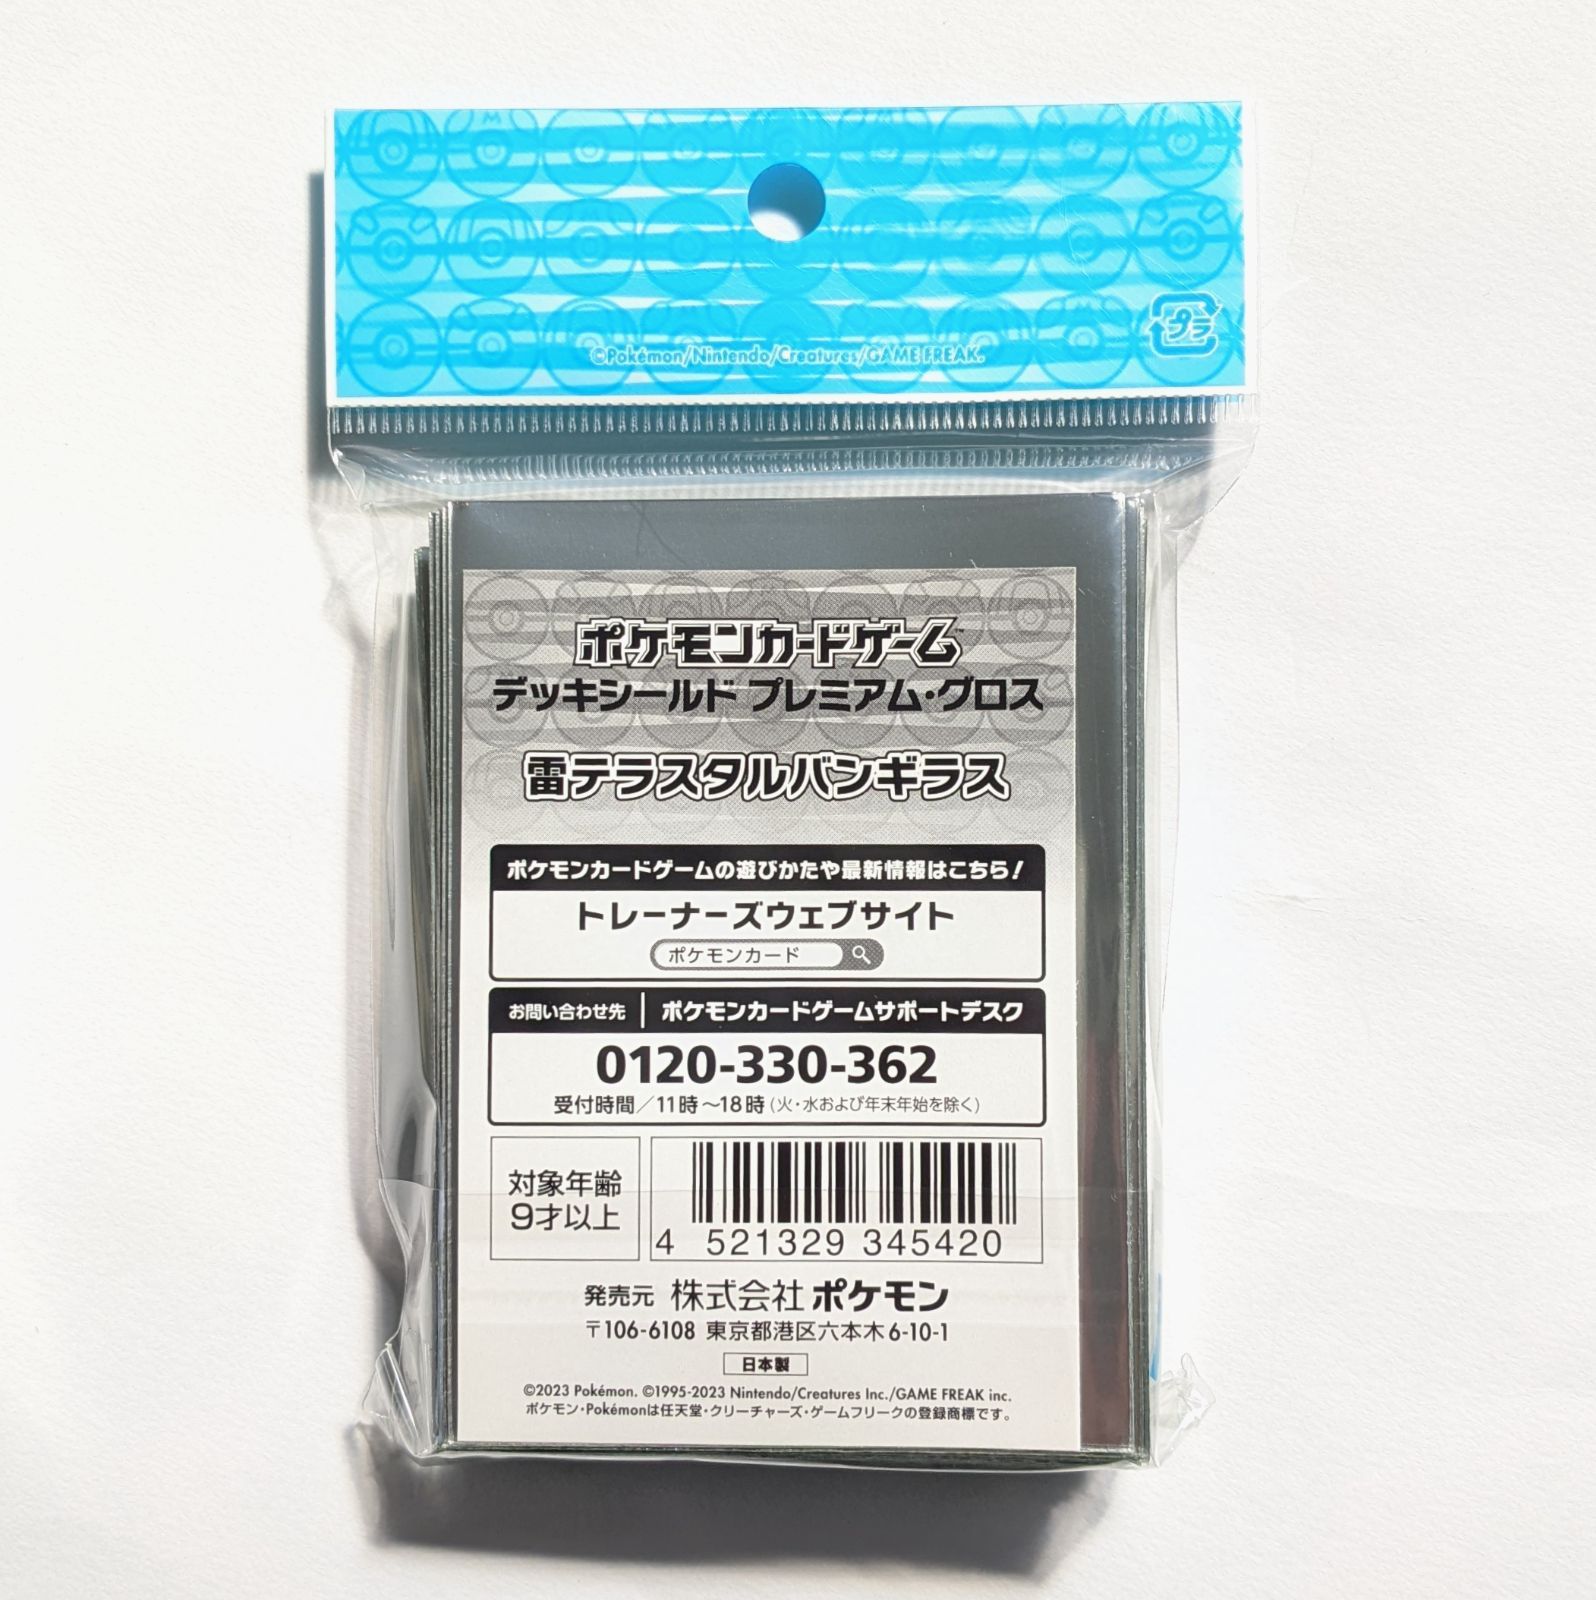 プラ
©Pokémon/Nintendo/Creatures/GAME FREAK.
ポケモンカードゲーム™
デッキシールド プレミアム・グロス
雷テラスタルバンギラス
ポケモンカードゲームの遊びかたや最新情報はこちら!
トレーナーズウェブサイト
ポケモンカード
お問い合わせ先 ポケモンカードゲームサポートデスク
0120-330-362
受付時間／11時～18時(火・水および年末年始を除く)
対象年齢
9才以上
4 521329 345420
発売元 株式会社 ポケモン
〒106-6108 東京都港区六本木6-10-1
日本製
©2023 Pokémon. ©1995-2023 Nintendo/Creatures Inc./GAME FREAK inc.
ポケモン・Pokémonは任天堂・クリーチャーズ・ゲームフリークの登録商標です。